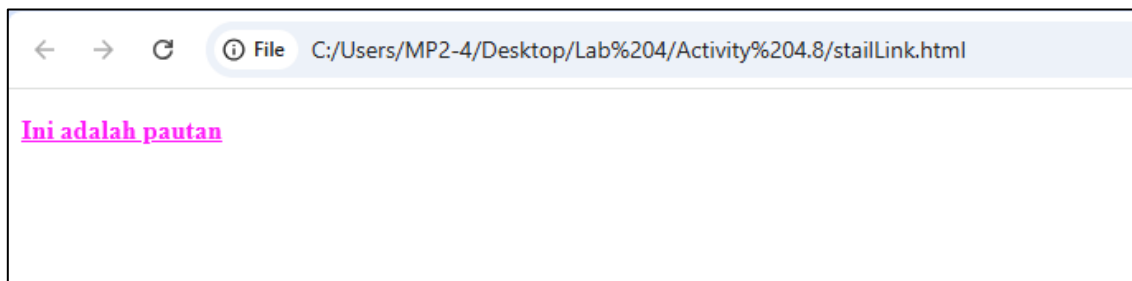 File C:/Users/MP2-4/Desktop/Lab%204/Activity%204.8/stailLink.html
Ini adalah pautan